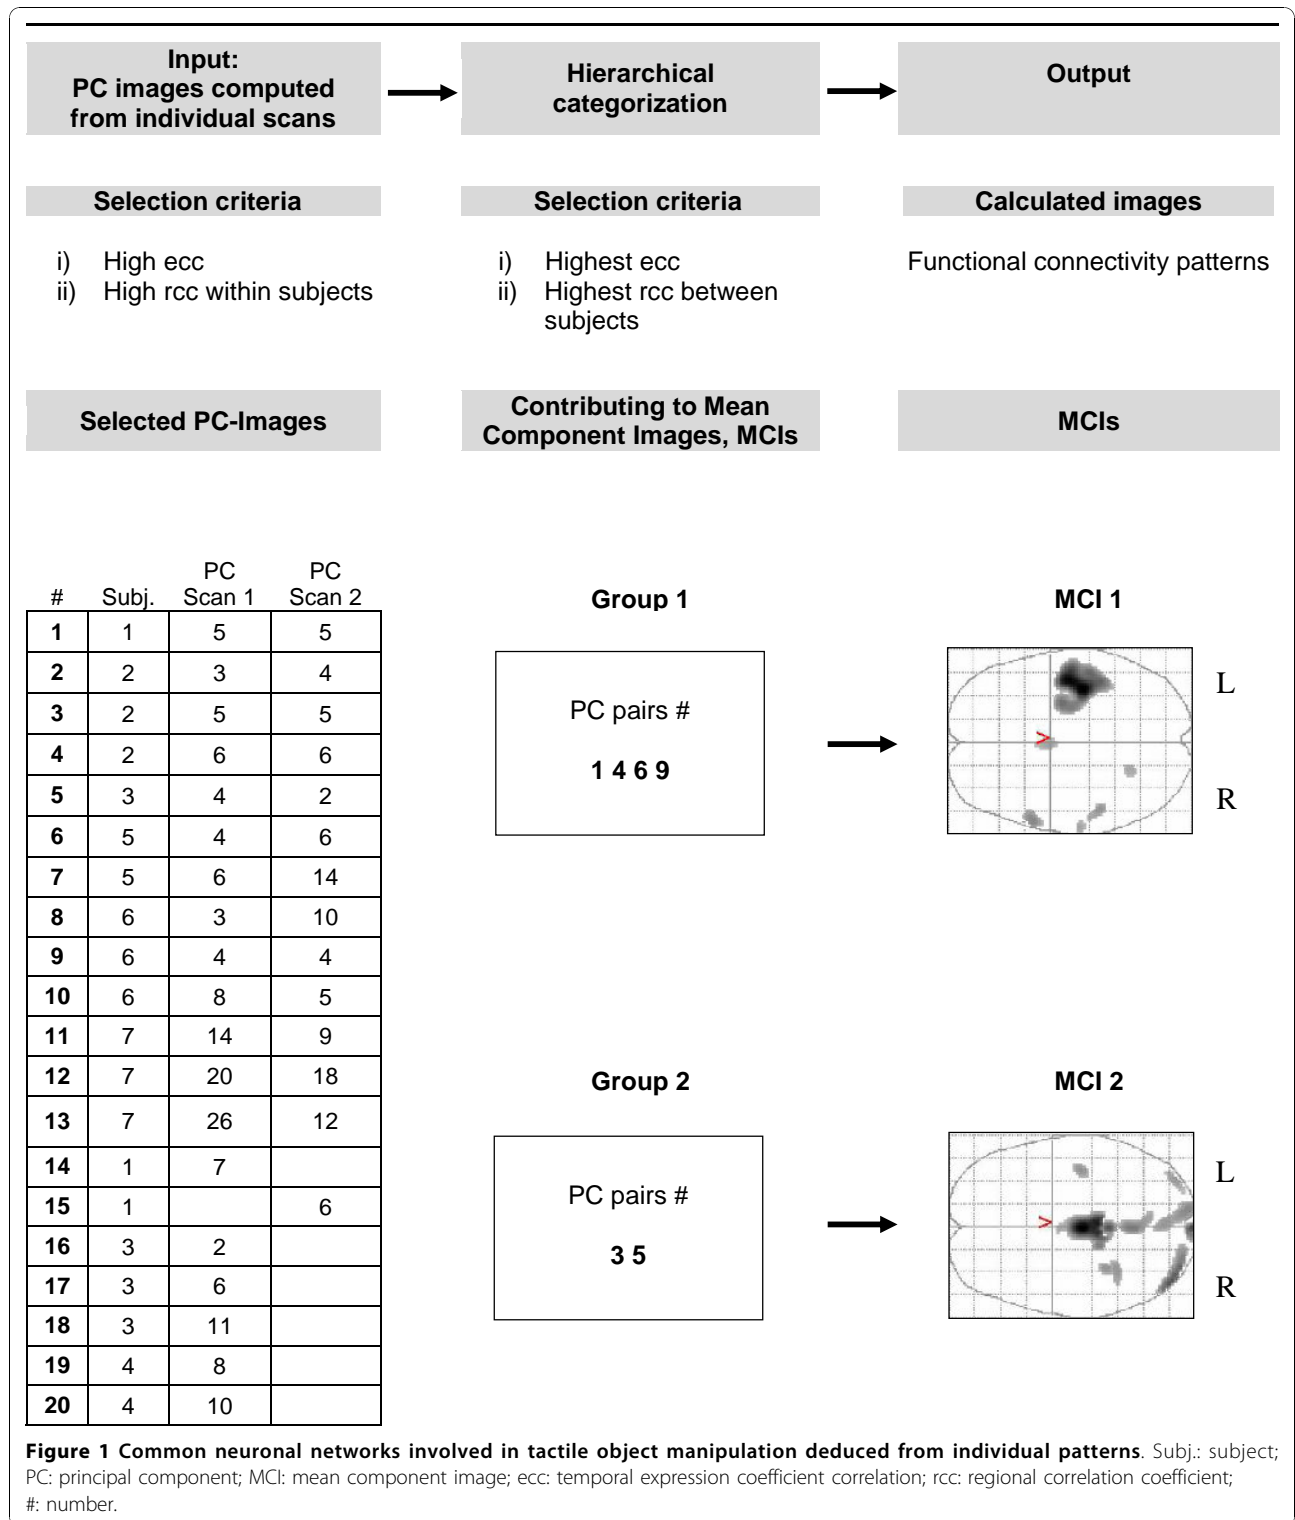 Input:
PC images computed
from individual scans
Hierarchical
categorization
Output
Selection criteria
i) High ecc
ii) High rcc within subjects
Selection criteria
i) Highest ecc
ii) Highest rcc between
subjects
Calculated images
Functional connectivity patterns
Selected PC-Images
Contributing to Mean
Component Images, MCIs
MCIs
PC PC
# Subj. Scan 1 Scan 2
1 1 5 5
2 2 3 4
3 2 5 5
4 2 6 6
5 3 4 2
6 5 4 6
7 5 6 14
8 6 3 10
9 6 4 4
10 6 8 5
11 7 14 9
12 7 20 18
13 7 26 12
14 1 7
15 1 6
16 3 2
17 3 6
18 3 11
19 4 8
20 4 10
Group 1
PC pairs #
1 4 6 9
MCI 1
>
L
R
Group 2
PC pairs #
3 5
MCI 2
>
L
R
Figure 1 Common neuronal networks involved in tactile object manipulation deduced from individual patterns. Subj.: subject;
PC: principal component; MCI: mean component image; ecc: temporal expression coefficient correlation; rcc: regional correlation coefficient;
#: number.